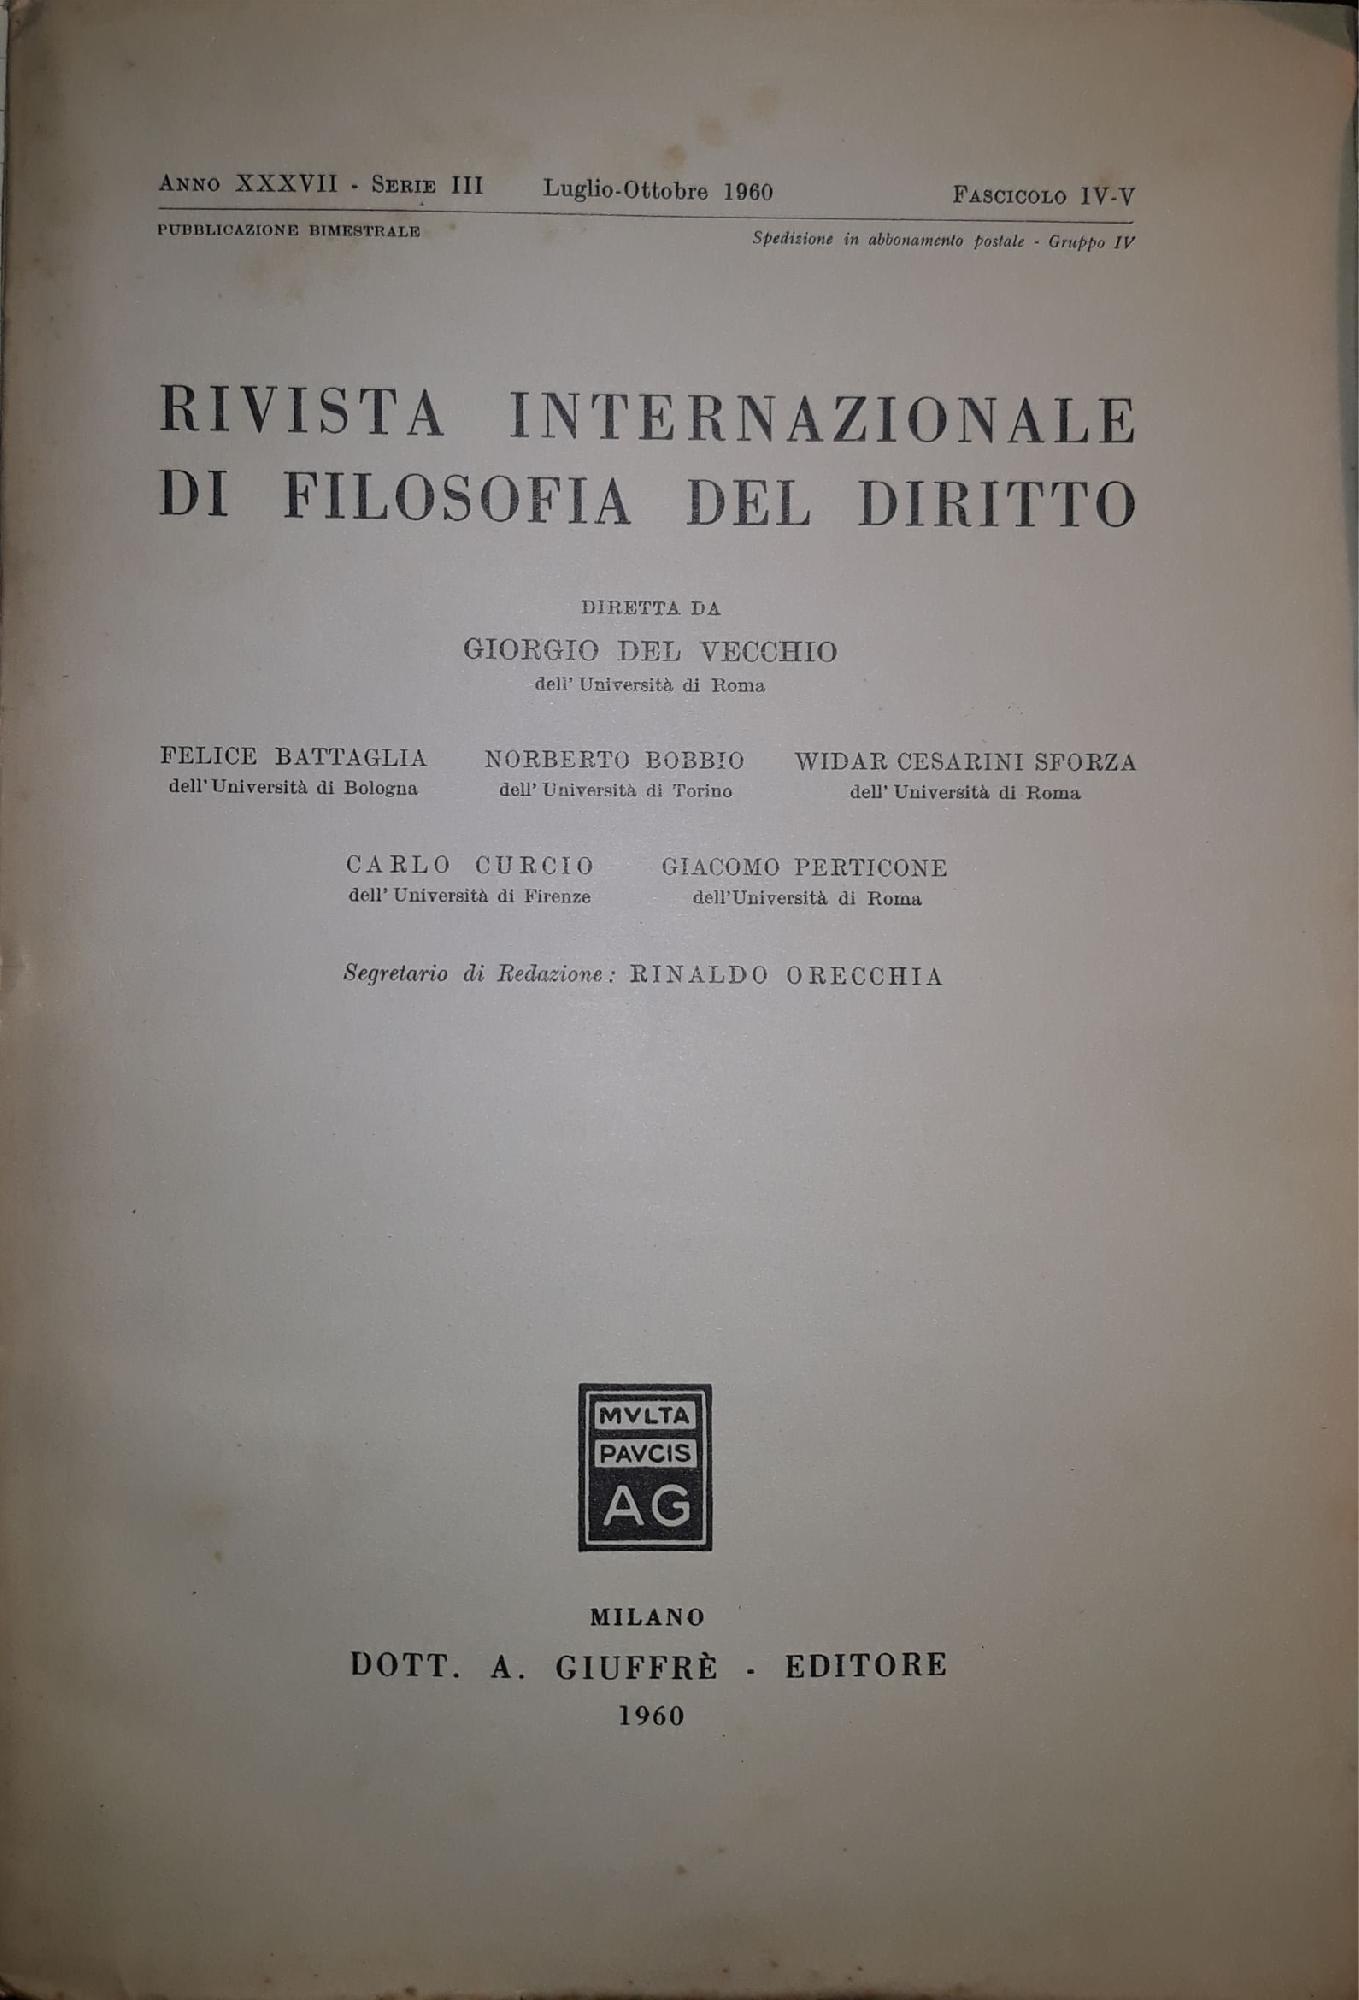 ANNO XXXVII - SERIE III Luglio-Ottobre 1960 FASCICOLO IV-V
PUBBLICAZIONE BIMESTRALE Spedizione in abbonamento postale - Gruppo IV
RIVISTA INTERNAZIONALE
DI FILOSOFIA DEL DIRITTO
DIRETTA DA
GIORGIO DEL VECCHIO
dell' Università di Roma
FELICE BATTAGLIA NORBERTO BOBBIO WIDAR CESARINI SFORZA
dell' Università di Bologna dell' Università di Torino dell' Università di Roma
CARLO CURCIO GIACOMO PERTICONE
dell' Università di Firenze dell'Università di Roma
Segretario di Redazione: RINALDO ORECCHIA
MVLTA
PAVCIS
AG
MILANO
DOTT. A. GIUFFRÈ - EDITORE
1960